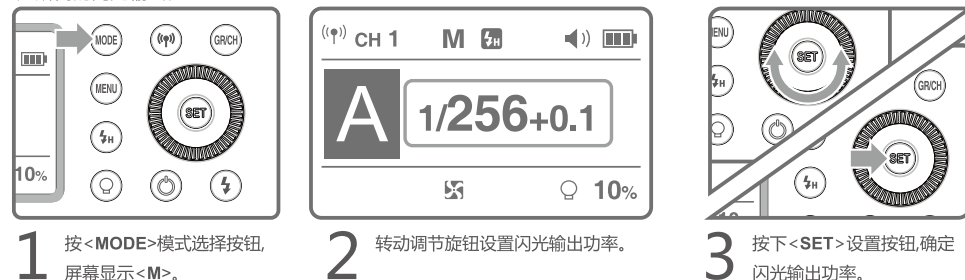 MODE
GR/CH
MENU
SET
10%
CH 1 M
A 1/256+0.1
10%
ENU
SET
GR/CH
SET
1 按<MODE>模式选择按钮,
屏幕显示<M>。
2 转动调节旋钮设置闪光输出功率。
3 按下<SET>设置按钮,确定
闪光输出功率。